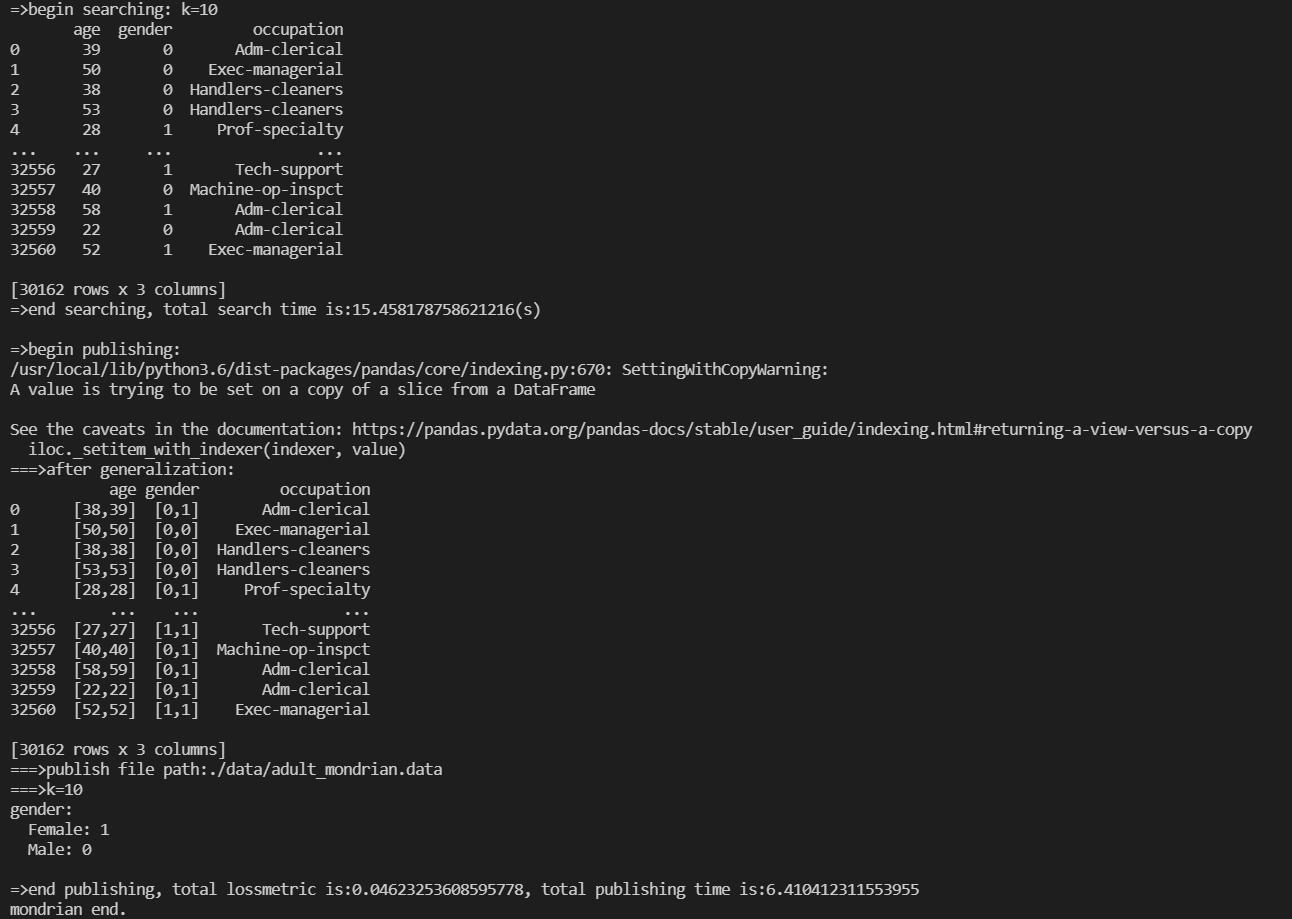 =>begin searching: k=10
       age  gender         occupation
0       39       0       Adm-clerical
1       50       0    Exec-managerial
2       38       0  Handlers-cleaners
3       53       0  Handlers-cleaners
4       28       1     Prof-specialty
...    ...     ...                ...
32556   27       1       Tech-support
32557   40       0  Machine-op-inspct
32558   58       1       Adm-clerical
32559   22       0       Adm-clerical
32560   52       1    Exec-managerial

[30162 rows x 3 columns]
=>end searching, total search time is:15.458178758621216(s)

=>begin publishing:
/usr/local/lib/python3.6/dist-packages/pandas/core/indexing.py:670: SettingWithCopyWarning:
A value is trying to be set on a copy of a slice from a DataFrame

See the caveats in the documentation: https://pandas.pydata.org/pandas-docs/stable/user_guide/indexing.html#returning-a-view-versus-a-copy
  iloc._setitem_with_indexer(indexer, value)
===>after generalization:
           age gender         occupation
0      [38,39]  [0,1]       Adm-clerical
1      [50,50]  [0,0]    Exec-managerial
2      [38,38]  [0,0]  Handlers-cleaners
3      [53,53]  [0,0]  Handlers-cleaners
4      [28,28]  [0,1]     Prof-specialty
...        ...    ...                ...
32556  [27,27]  [1,1]       Tech-support
32557  [40,40]  [0,1]  Machine-op-inspct
32558  [58,59]  [0,1]       Adm-clerical
32559  [22,22]  [0,1]       Adm-clerical
32560  [52,52]  [1,1]    Exec-managerial

[30162 rows x 3 columns]
===>publish file path:./data/adult_mondrian.data
===>k=10
gender:
  Female: 1
  Male: 0

=>end publishing, total lossmetric is:0.04623253608595778, total publishing time is:6.410412311553955
mondrian end.